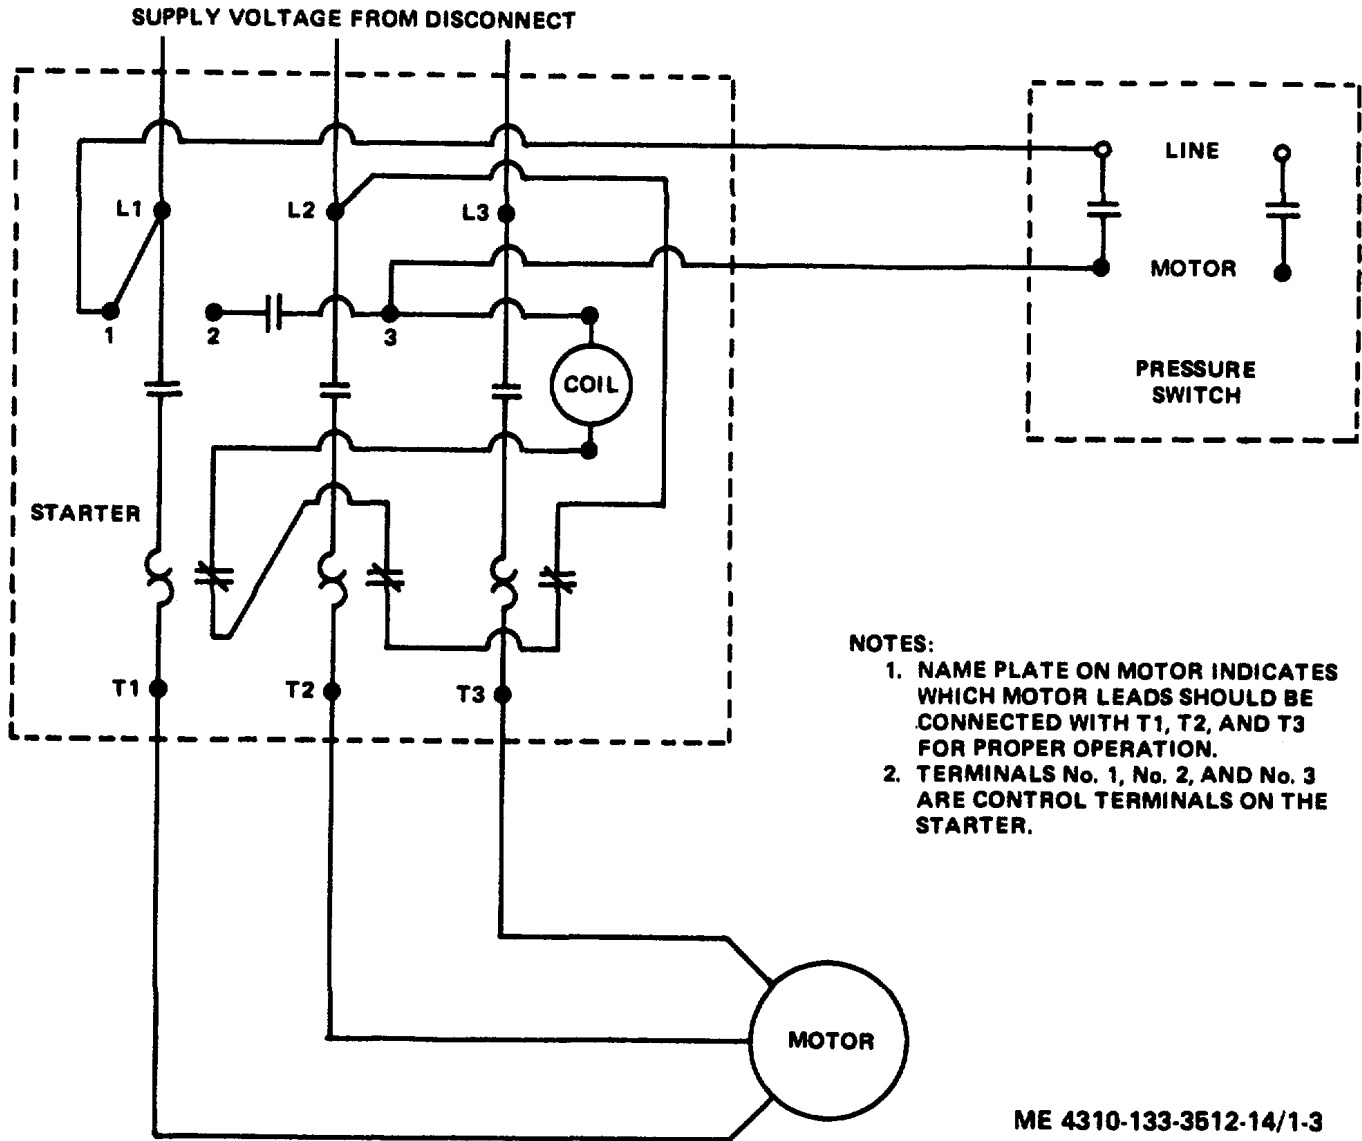 SUPPLY VOLTAGE FROM DISCONNECT
LINE
L1
L2
L3
MOTOR
1
2
3
PRESSURE
SWITCH
COIL
STARTER
T1
T2
T3
NOTES:
1. NAME PLATE ON MOTOR INDICATES
WHICH MOTOR LEADS SHOULD BE
CONNECTED WITH T1, T2, AND T3
FOR PROPER OPERATION.
2. TERMINALS No. 1, No. 2, AND No. 3
ARE CONTROL TERMINALS ON THE
STARTER.
MOTOR
ME 4310-133-3512-14/1-3